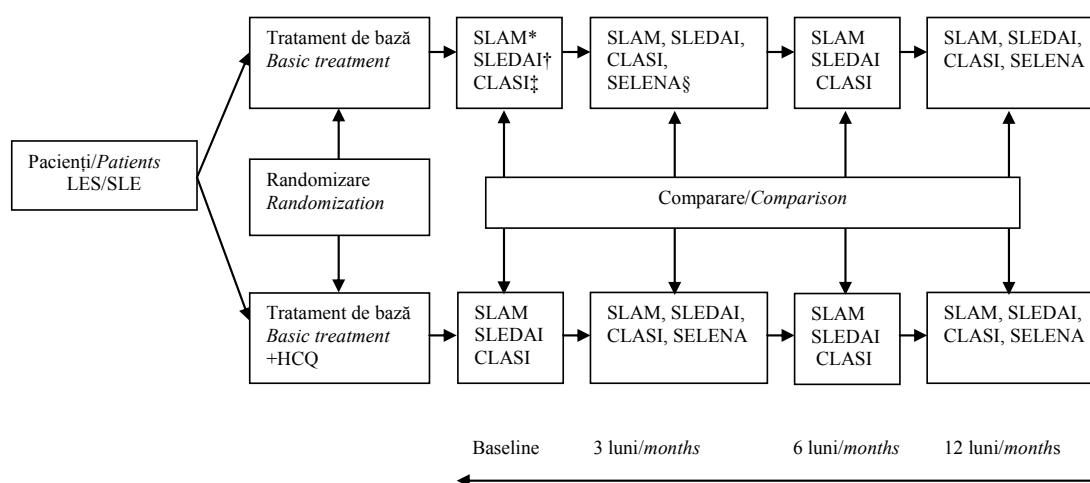 Tratament de bază
Basic treatment
SLAM*
SLEDAI†
CLASI‡
SLAM, SLEDAI,
CLASI,
SELENA§
SLAM
SLEDAI
CLASI
SLAM, SLEDAI,
CLASI, SELENA
Pacienți/Patients
LES/SLE
Randomizare
Randomization
Comparare/Comparison
Tratament de bază
Basic treatment
+HCQ
SLAM
SLEDAI
CLASI
SLAM, SLEDAI,
CLASI, SELENA
SLAM
SLEDAI
CLASI
SLAM, SLEDAI,
CLASI, SELENA
Baseline
3 luni/months
6 luni/months
12 luni/months